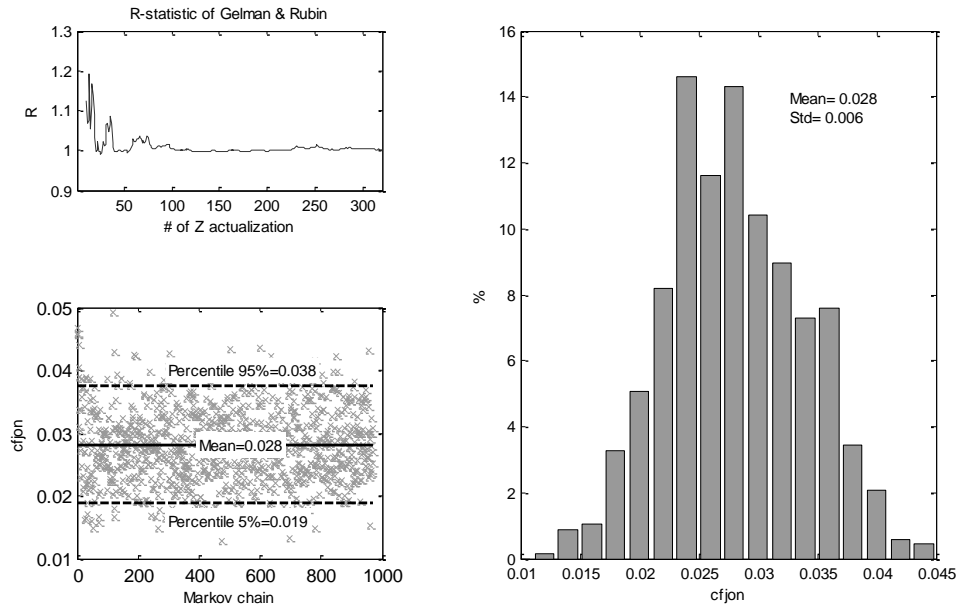 R-statistic of Gelman & Rubin
1.3
1.2
1.1
1
0.9
R
50 100 150 200 250 300
# of Z actualization
0.05
0.04
0.03
0.02
0.01
cfjon
Percentile 95%=0.038
Mean=0.028
Percentile 5%=0.019
0 200 400 600 800 1000
Markov chain
16
14
12
10
8
6
4
2
0
%
Mean= 0.028
Std= 0.006
0.01 0.015 0.02 0.025 0.03 0.035 0.04 0.045
cfjon